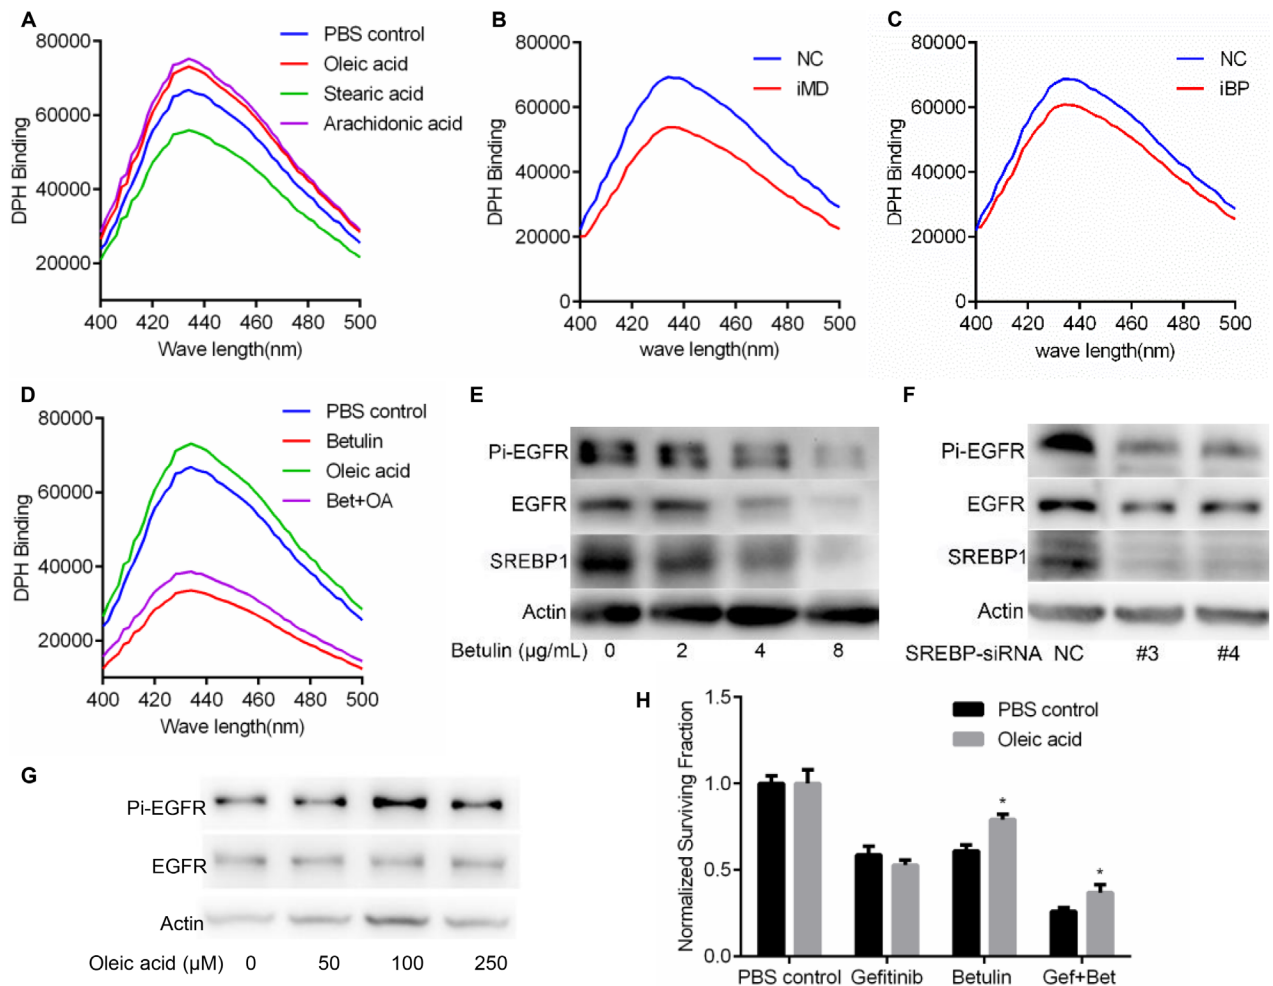 A
PBS control
Oleic acid
Stearic acid
Arachidonic acid
80000
60000
40000
20000
DPH Binding
400 420 440 460 480 500
Wave length(nm)
B
NC
iMD
80000
60000
40000
20000
0
DPH Binding
400 420 440 460 480 500
wave length(nm)
C
NC
iBP
80000
60000
40000
20000
0
DPH Binding
400 420 440 460 480 500
wave length(nm)
D
PBS control
Betulin
Oleic acid
Bet+OA
80000
60000
40000
20000
DPH Binding
400 420 440 460 480 500
Wave length(nm)
E
Pi-EGFR
EGFR
SREBP1
Actin
Betulin (µg/mL) 0 2 4 8
F
Pi-EGFR
EGFR
SREBP1
Actin
SREBP-siRNA NC #3 #4
G
Pi-EGFR
EGFR
Actin
Oleic acid (µM) 0 50 100 250
H
PBS control
Oleic acid
1.5
1.0
0.5
0.0
Normalized Surviving Fraction
*
*
PBS control Gefitinib Betulin Gef+Bet